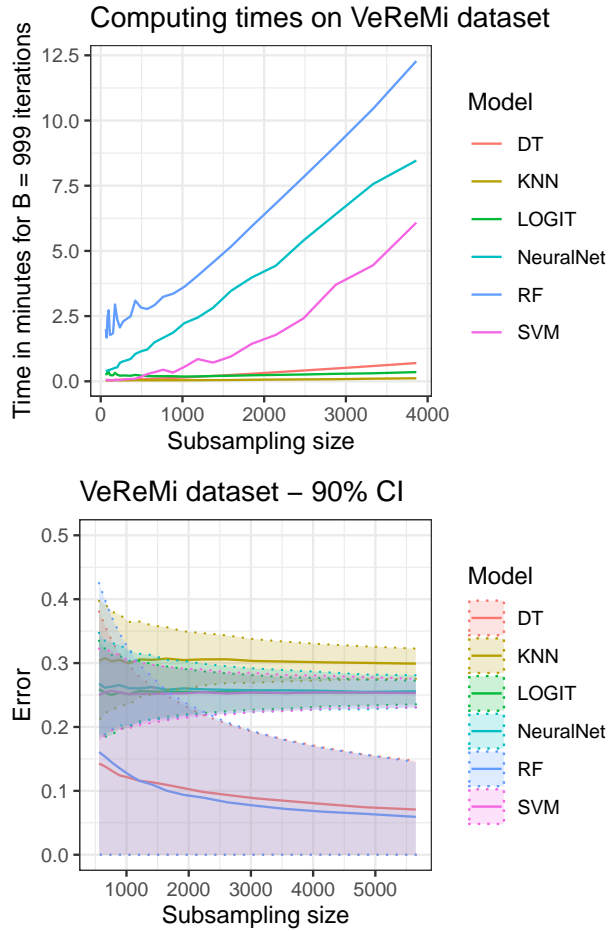 Computing times on VeReMi dataset
Time in minutes for B = 999 iterations
12.5
10.0
7.5
5.0
2.5
0.0
0
1000
2000
3000
4000
Subsampling size
Model
DT
KNN
LOGIT
NeuralNet
RF
SVM
VeReMi dataset − 90% CI
Error
0.5
0.4
0.3
0.2
0.1
0.0
1000
2000
3000
4000
5000
Subsampling size
Model
DT
KNN
LOGIT
NeuralNet
RF
SVM